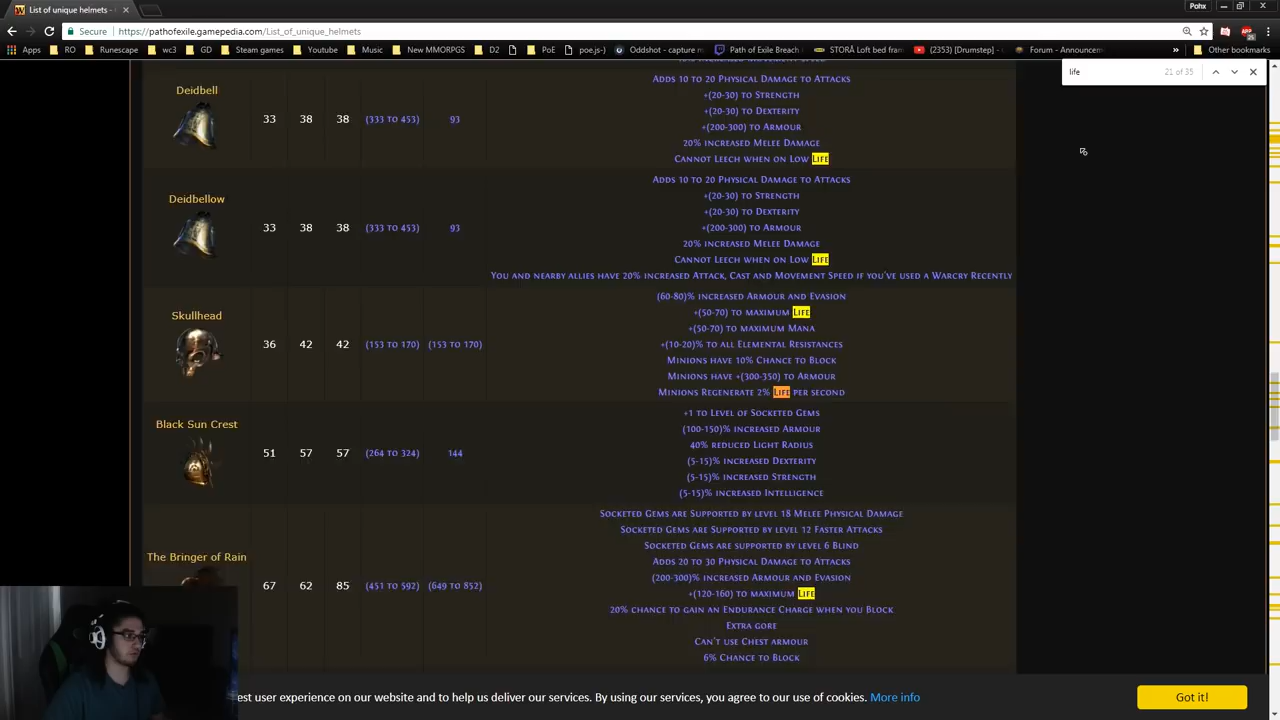 Pohx
List of unique helmets -
Secure
https://pathofexile.gamepedia.com/List_of_unique_helmets
Apps RO Runescape wc3 GD Steam games Youtube Music New MMORPGS D2 PoE poe.js-) Oddshot - capture m Path of Exile Breach STORÅ Loft bed fram (2353) [Drumstep] - Forum - Announcem » Other bookmarks
life 21 of 35
Deidbell 33 38 38 (333 to 453) 93
Adds 10 to 20 Physical Damage to Attacks
+(20-30) to Strength
+(20-30) to Dexterity
+(200-300) to Armour
20% increased Melee Damage
Cannot Leech when on Low Life
Deidbellow 33 38 38 (333 to 453) 93
Adds 10 to 20 Physical Damage to Attacks
+(20-30) to Strength
+(20-30) to Dexterity
+(200-300) to Armour
20% increased Melee Damage
Cannot Leech when on Low Life
You and nearby allies have 20% increased Attack, Cast and Movement Speed if you've used a Warcry Recently
Skullhead 36 42 42 (153 to 170) (153 to 170)
(60-80)% increased Armour and Evasion
+(50-70) to maximum Life
+(50-70) to maximum Mana
+(10-20)% to all Elemental Resistances
Minions have 10% Chance to Block
Minions have +(300-350) to Armour
Minions Regenerate 2% Life per second
Black Sun Crest 51 57 57 (264 to 324) 144
+1 to Level of Socketed Gems
(100-150)% increased Armour
40% reduced Light Radius
(5-15)% increased Dexterity
(5-15)% increased Strength
(5-15)% increased Intelligence
The Bringer of Rain 67 62 85 (451 to 592) (649 to 852)
Socketed Gems are Supported by level 18 Melee Physical Damage
Socketed Gems are Supported by level 12 Faster Attacks
Socketed Gems are supported by level 6 Blind
Adds 20 to 30 Physical Damage to Attacks
(200-300)% increased Armour and Evasion
+(120-160) to maximum Life
20% chance to gain an Endurance Charge when you Block
Extra gore
Can't use Chest armour
6% Chance to Block
est user experience on our website and to help us deliver our services. By using our services, you agree to our use of cookies. More info
Got it!